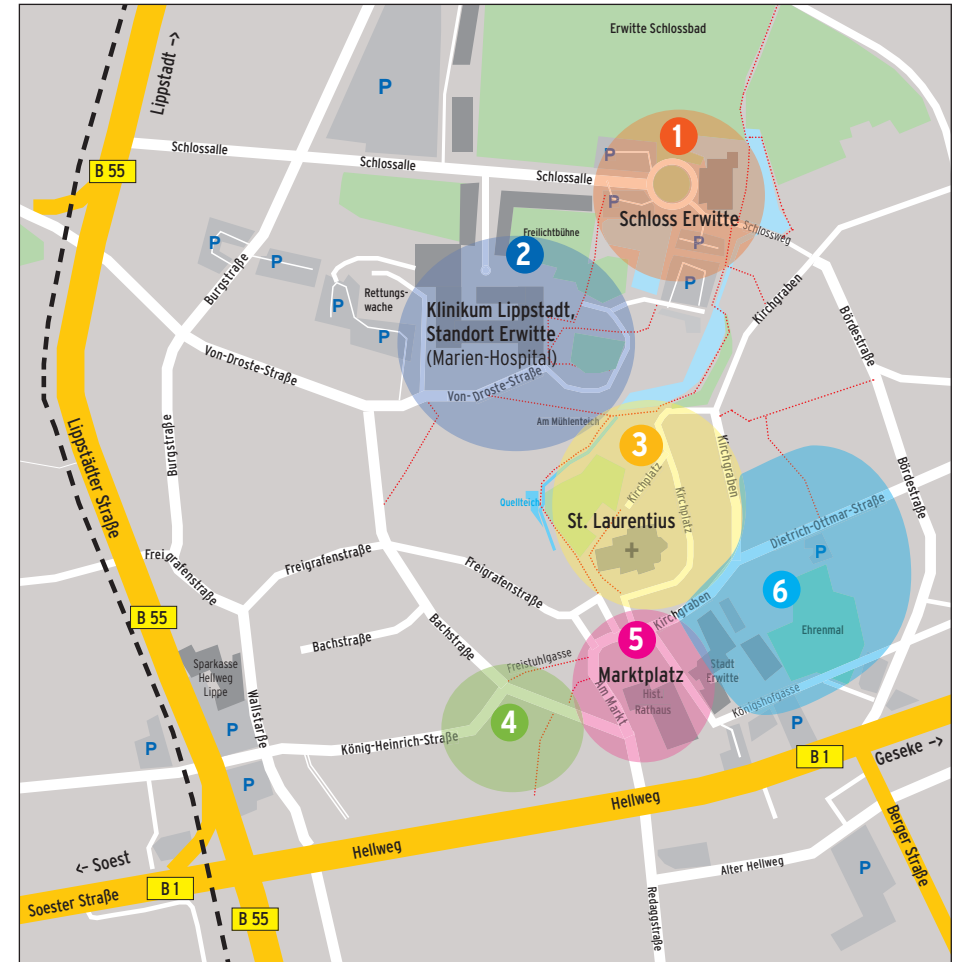 Erwitte Schlossbad
Lippstadt ->
P
1
Schlossalle
Schlossalle
Schlossalle
P
B 55
P
Schloss Erwitte
Schlossweg
Freilichtbühne
2
P
P
P
P
Burgstraße
Rettungs-
wache
P
P
Klinikum Lippstadt,
Standort Erwitte
(Marien-Hospital)
Kirchgraben
Bördestraße
Von-Droste-Straße
Von-Droste-Straße
Am Mühlenteich
3
Burgstraße
Lippstädter Straße
Kirchplatz
Kirchplatz
Kirchgraben
Bördestraße
Quellteich
St. Laurentius
Dietrich-Ottmar-Straße
P
Freigrafenstraße
Freigrafenstraße
Freigrafenstraße
6
B 55
Kirchgraben
Ehrenmal
Bachstraße
Bachstraße
5
Freistuhlgasse
Marktplatz
Stadt
Erwitte
Hist.
Rathaus
Am Markt
Königshofgasse
Sparkasse
Hellweg
Lippe
Wallstarße
4
König-Heinrich-Straße
P
P
P
P
B 1
Geseke ->
Hellweg
Hellweg
Berger Straße
<- Soest
B 1
Soester Straße
B 55
Alter Hellweg
P
Redaggstraße